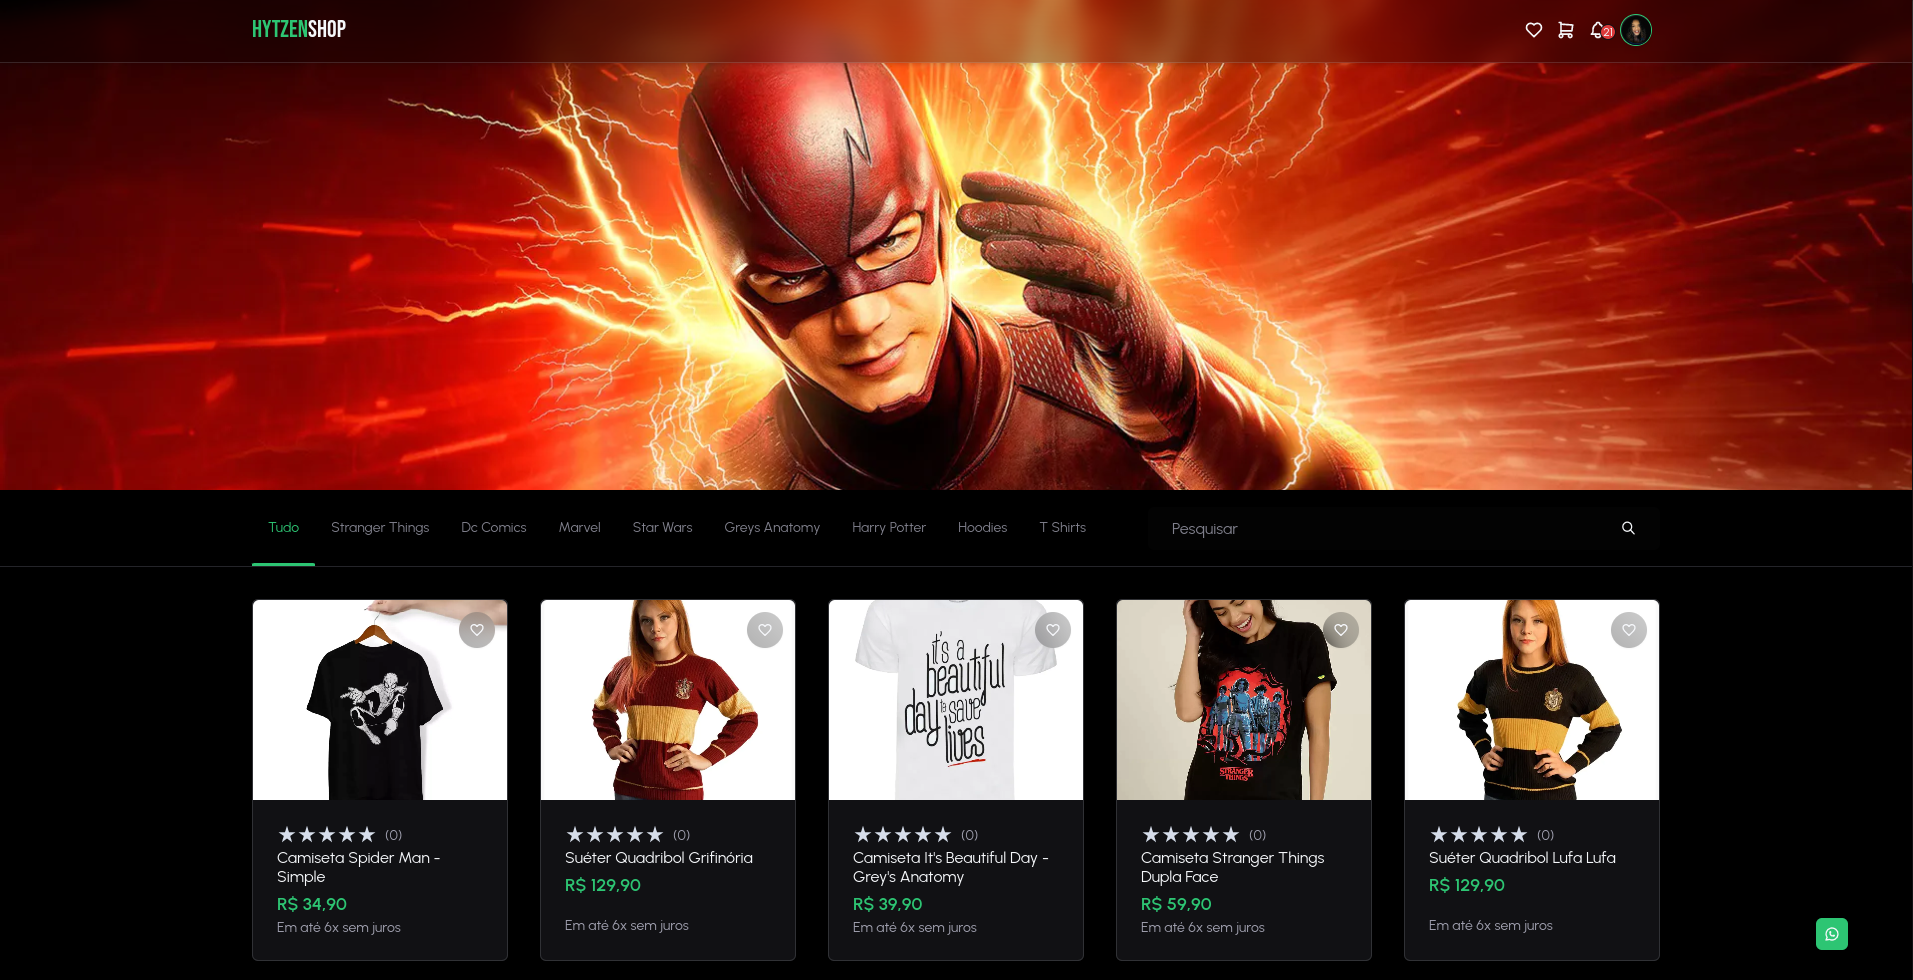 HYTZENSHOP
21
Tudo
Stranger Things
Dc Comics
Marvel
Star Wars
Greys Anatomy
Harry Potter
Hoodies
T Shirts
Pesquisar
it's a
beautiful
day to save
lives
STRANGER
THINGS
(0)
Camiseta Spider Man -
Simple
R$ 34,90
Em até 6x sem juros
(0)
Suéter Quadribol Grifinória
R$ 129,90
Em até 6x sem juros
(0)
Camiseta It's Beautiful Day -
Grey's Anatomy
R$ 39,90
Em até 6x sem juros
(0)
Camiseta Stranger Things
Dupla Face
R$ 59,90
Em até 6x sem juros
(0)
Suéter Quadribol Lufa Lufa
R$ 129,90
Em até 6x sem juros